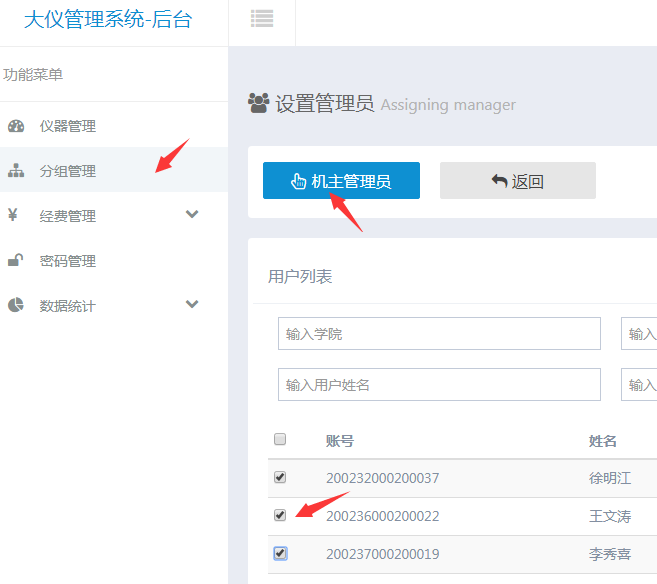 大仪管理系统-后台
功能菜单
仪器管理
分组管理
¥ 经费管理
密码管理
数据统计
设置管理员 Assigning manager
机主管理员 返回
用户列表
输入学院 输入
输入用户姓名 输入
账号 姓名
200232000200037 徐明江
200236000200022 王文涛
200237000200019 李秀喜